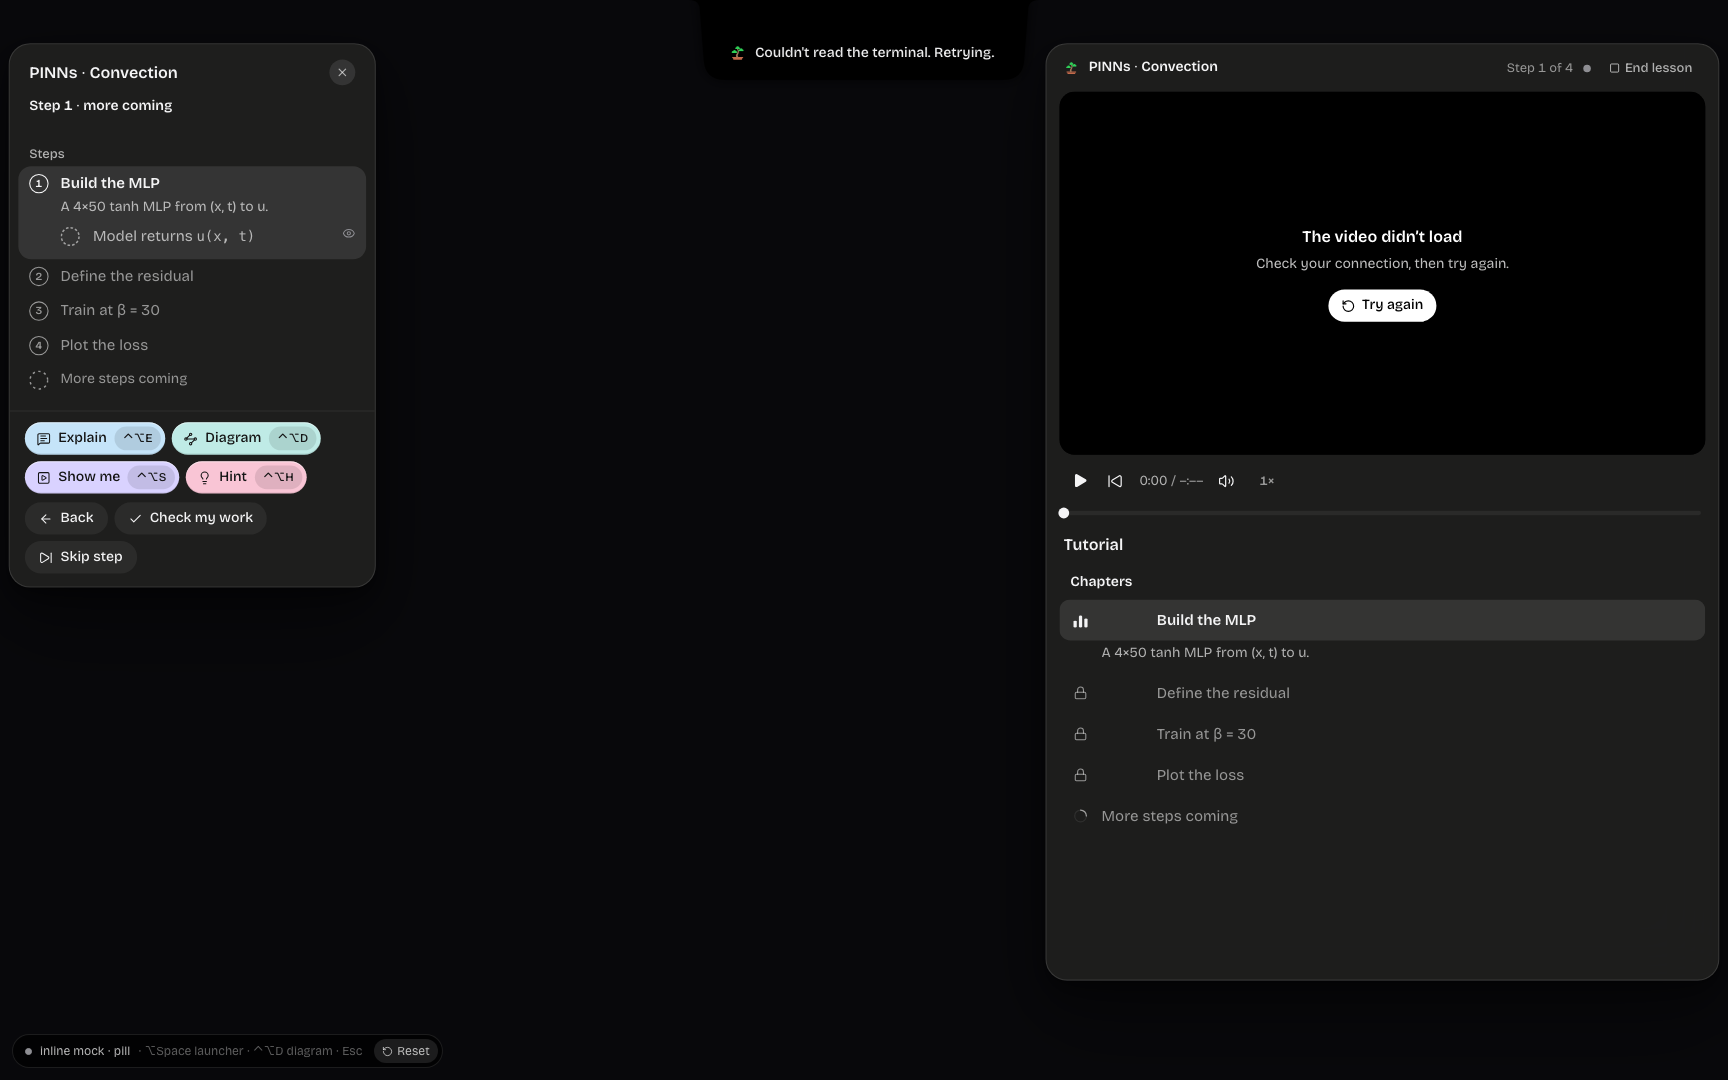 Couldn't read the terminal. Retrying.
PINNs · Convection
Step 1 · more coming
Steps
1 Build the MLP
A 4×50 tanh MLP from (x, t) to u.
Model returns u(x, t)
2 Define the residual
3 Train at β = 30
4 Plot the loss
More steps coming
Explain ^⌥E Diagram ^⌥D
Show me ^⌥S Hint ^⌥H
Back Check my work
Skip step
PINNs · Convection Step 1 of 4 End lesson
The video didn't load
Check your connection, then try again.
Try again
0:00 / –:–– 1×
Tutorial
Chapters
Build the MLP
A 4×50 tanh MLP from (x, t) to u.
Define the residual
Train at β = 30
Plot the loss
More steps coming
inline mock · pill · ⌥Space launcher · ^⌥D diagram · Esc Reset